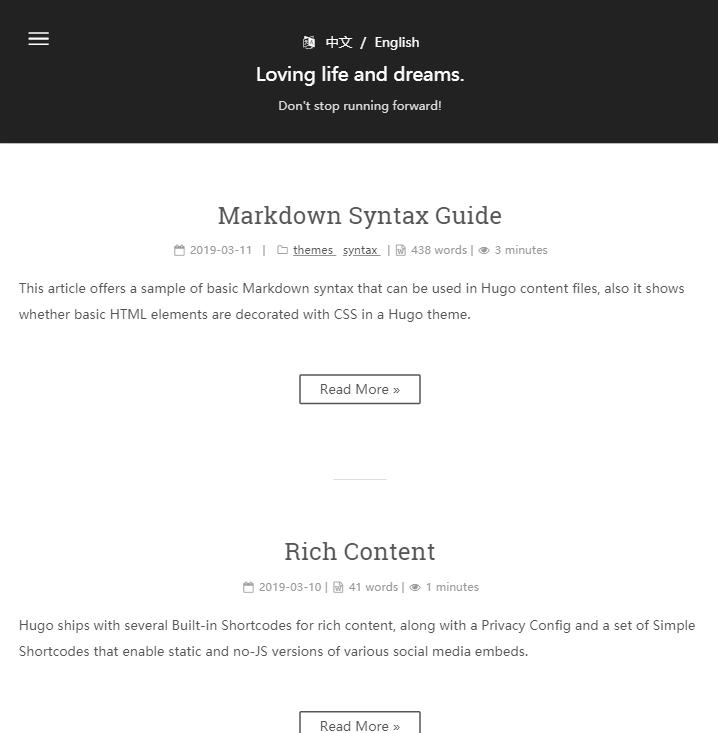 中文 / English
Loving life and dreams.
Don't stop running forward!
Markdown Syntax Guide
2019-03-11 | themes syntax | 438 words | 3 minutes
This article offers a sample of basic Markdown syntax that can be used in Hugo content files, also it shows
whether basic HTML elements are decorated with CSS in a Hugo theme.
Read More »
Rich Content
2019-03-10 | 41 words | 1 minutes
Hugo ships with several Built-in Shortcodes for rich content, along with a Privacy Config and a set of Simple
Shortcodes that enable static and no-JS versions of various social media embeds.
Read More »